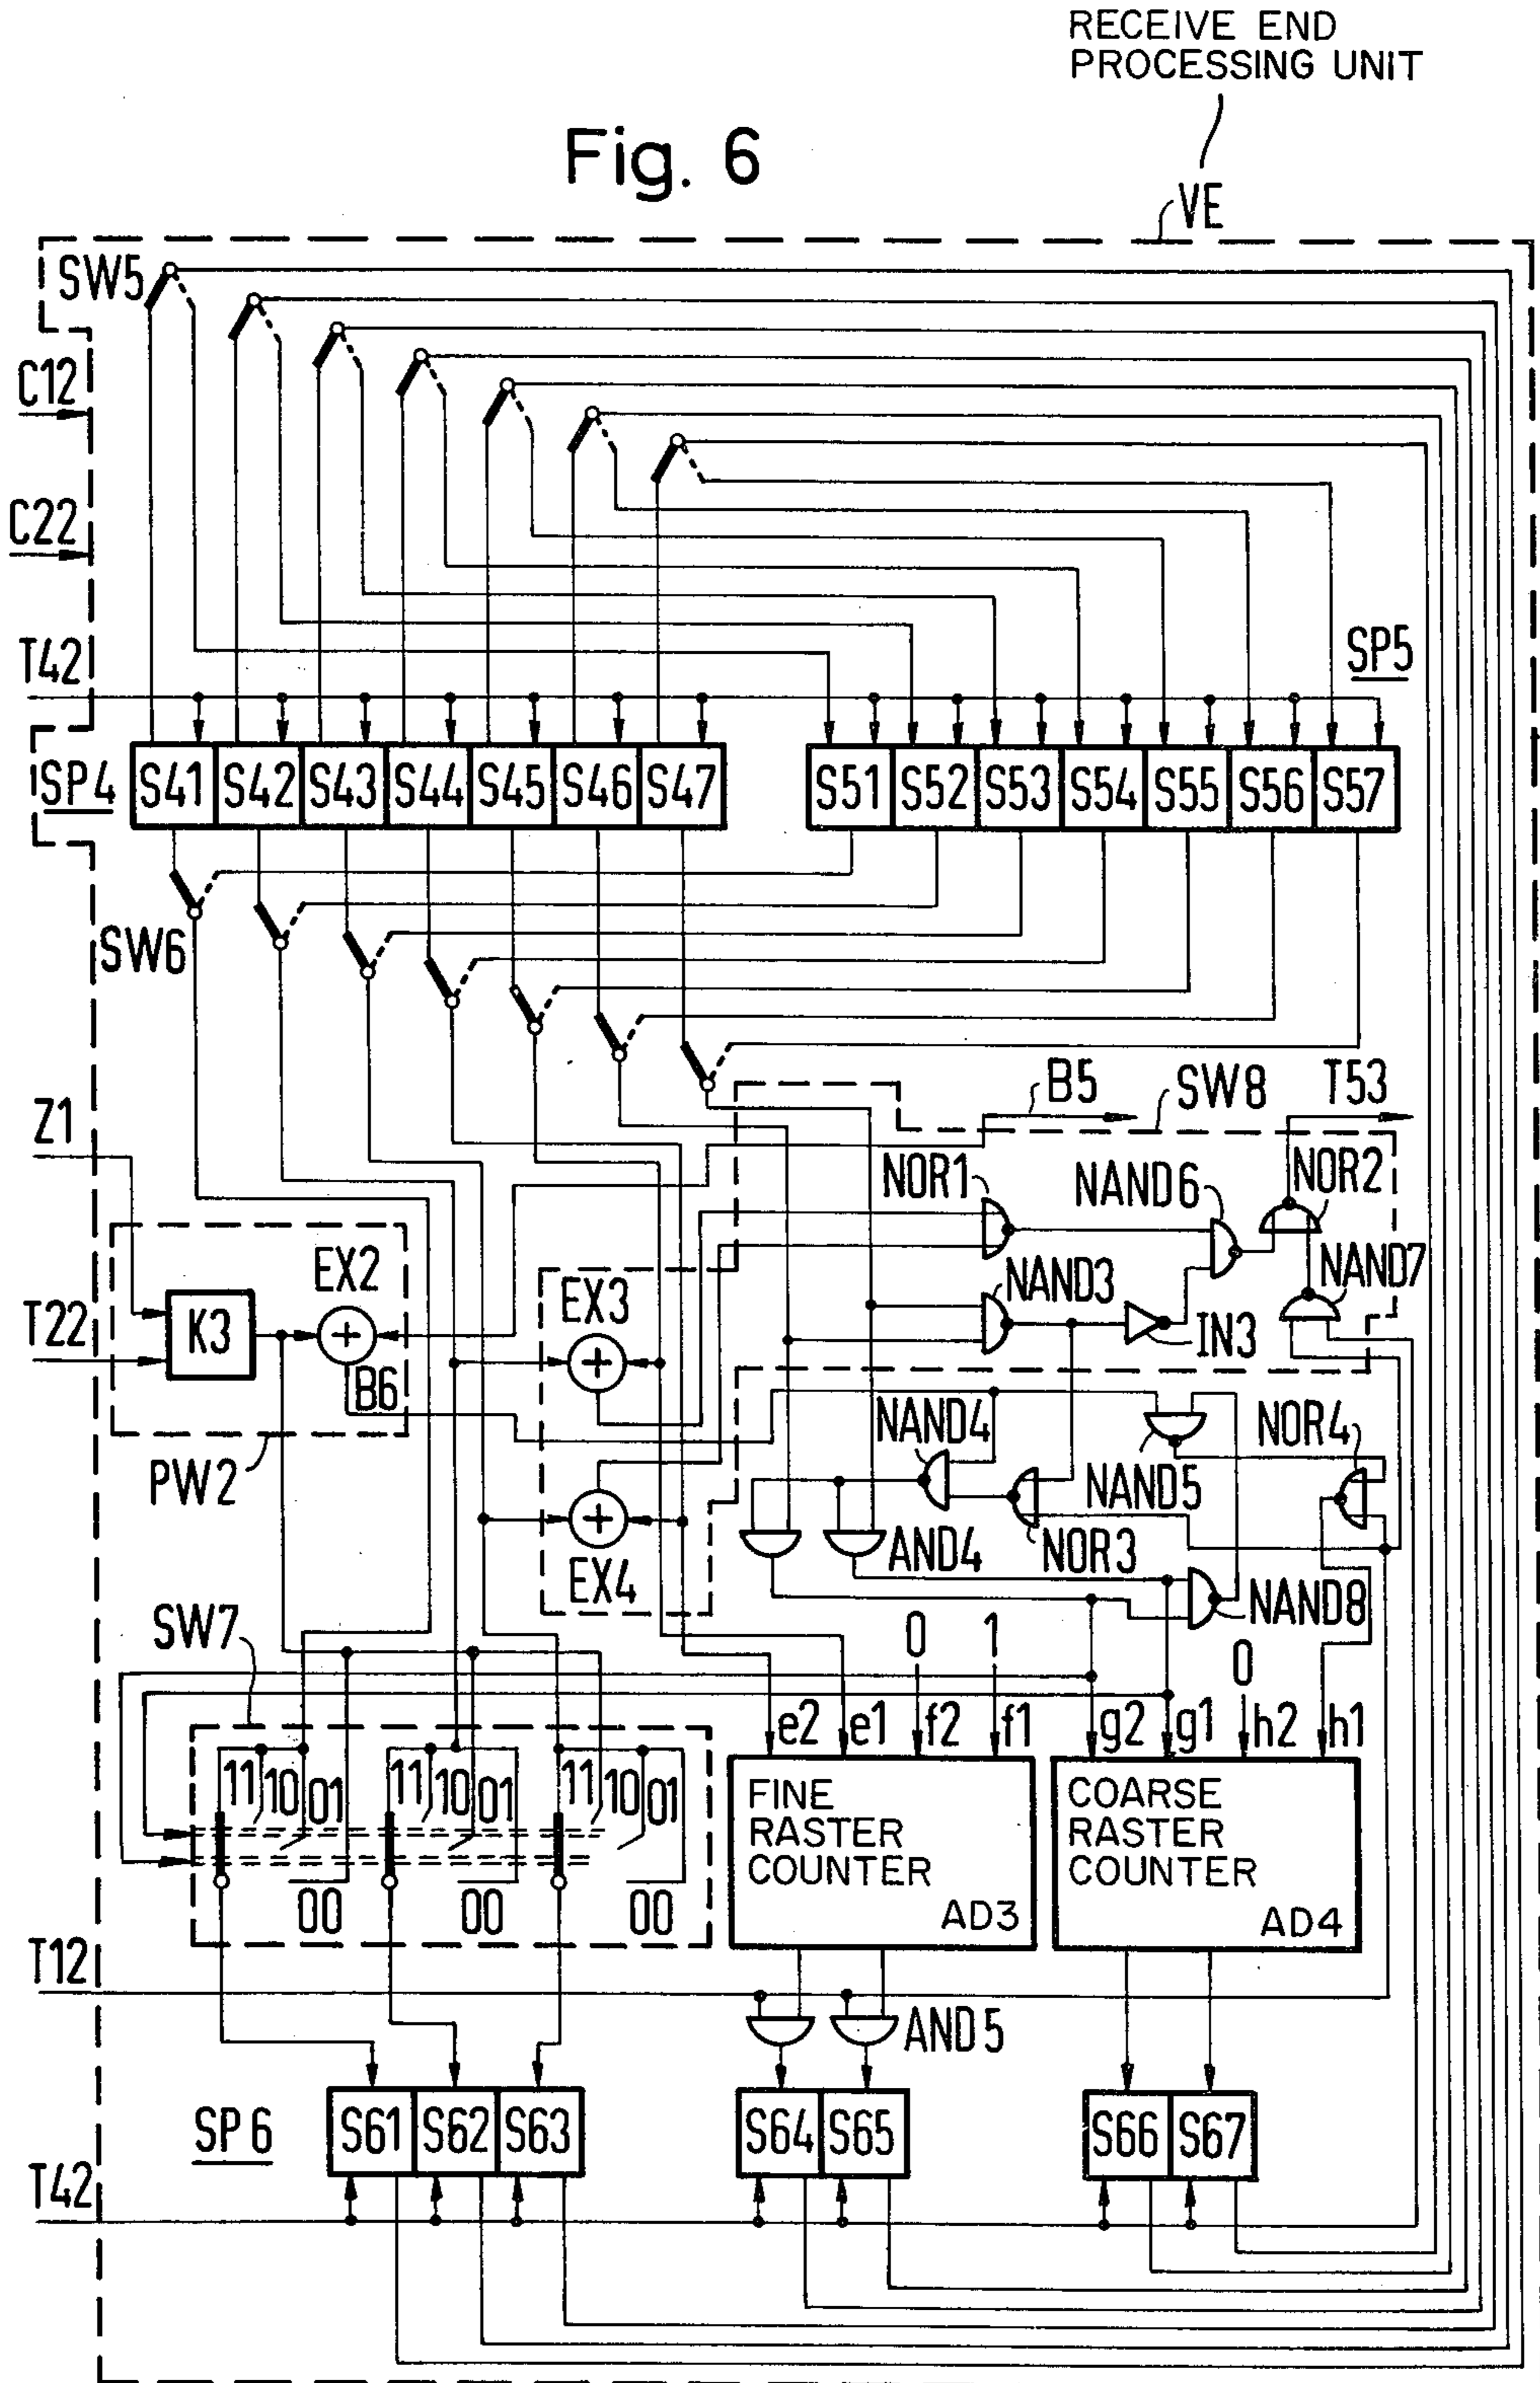 RECEIVE END
PROCESSING UNIT
Fig. 6
VE
SW5
C12
C22
T42
SP5
SP4
S41 S42 S43 S44 S45 S46 S47
S51 S52 S53 S54 S55 S56 S57
SW6
B5
SW8
T53
Z1
NOR1
NAND6
NOR2
EX2
EX3
NAND3
NAND7
T22
K3
IN3
B6
NAND4
NOR4
PW2
NAND5
AND4
NOR3
EX4
NAND8
SW7
0
1
0
e2
e1
f2
f1
g2
g1
h2
h1
11
10
01
11
10
01
11
10
01
FINE
RASTER
COUNTER
AD3
COARSE
RASTER
COUNTER
AD4
00
00
00
T12
AND5
SP6
S61 S62 S63
S64 S65
S66 S67
T42